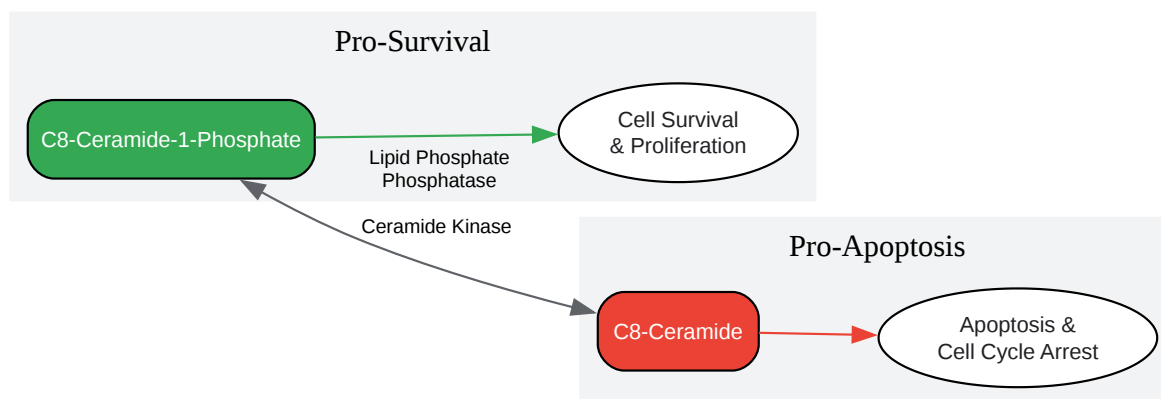 Pro-Survival
C8-Ceramide-1-Phosphate
Cell Survival
& Proliferation
Lipid Phosphate
Phosphatase
Ceramide Kinase
Pro-Apoptosis
C8-Ceramide
Apoptosis &
Cell Cycle Arrest